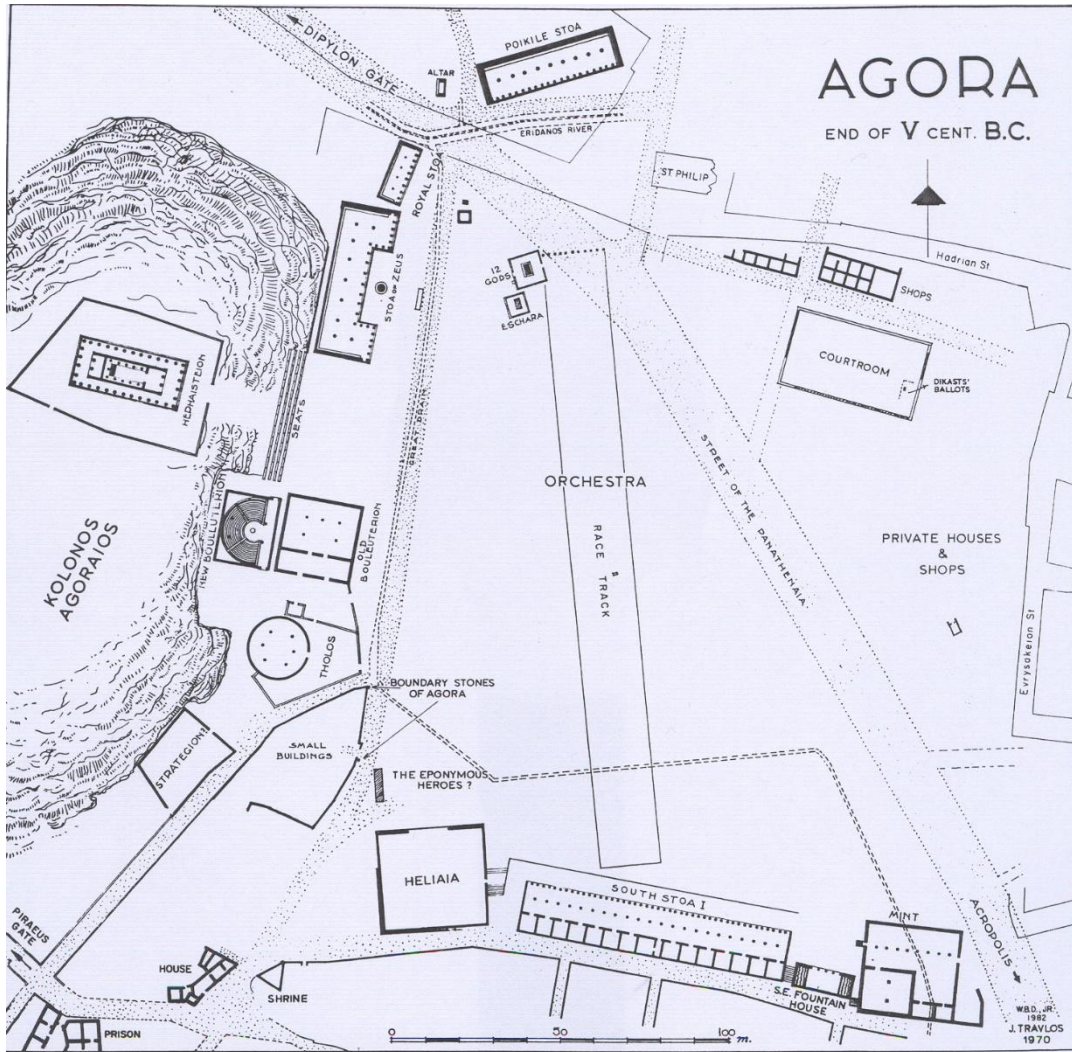 AGORA
END OF V CENT. B.C.
DIPYLON GATE
POIKILE STOA
ALTAR
ERIDANOS RIVER
ROYAL STOA
ST PHILIP
Hadrian St
SHOPS
12
GODS
ESCHARA
STOA OF ZEUS
COURTROOM
DIKASTS'
BALLOTS
HEPHAISTEION
SEATS
GREAT DRAIN
ORCHESTRA
&
RACE TRACK
STREET OF THE PANATHENAIA
NEW BOULEUTERION
OLD
BOULEUTERION
PRIVATE HOUSES
&
SHOPS
KOLONOS
AGORAIOS
Evrysakeion St
THOLOS
BOUNDARY STONES
OF AGORA
STRATEGION?
SMALL
BUILDINGS
THE EPONYMOUS
HEROES ?
HELIAIA
SOUTH STOA I
MINT
ACROPOLIS
PIRAEUS
GATE
HOUSE
SHRINE
S.E. FOUNTAIN
HOUSE
PRISON
0 50 100 m.
W.B.D., JR.
1982
J. TRAVLOS
1970